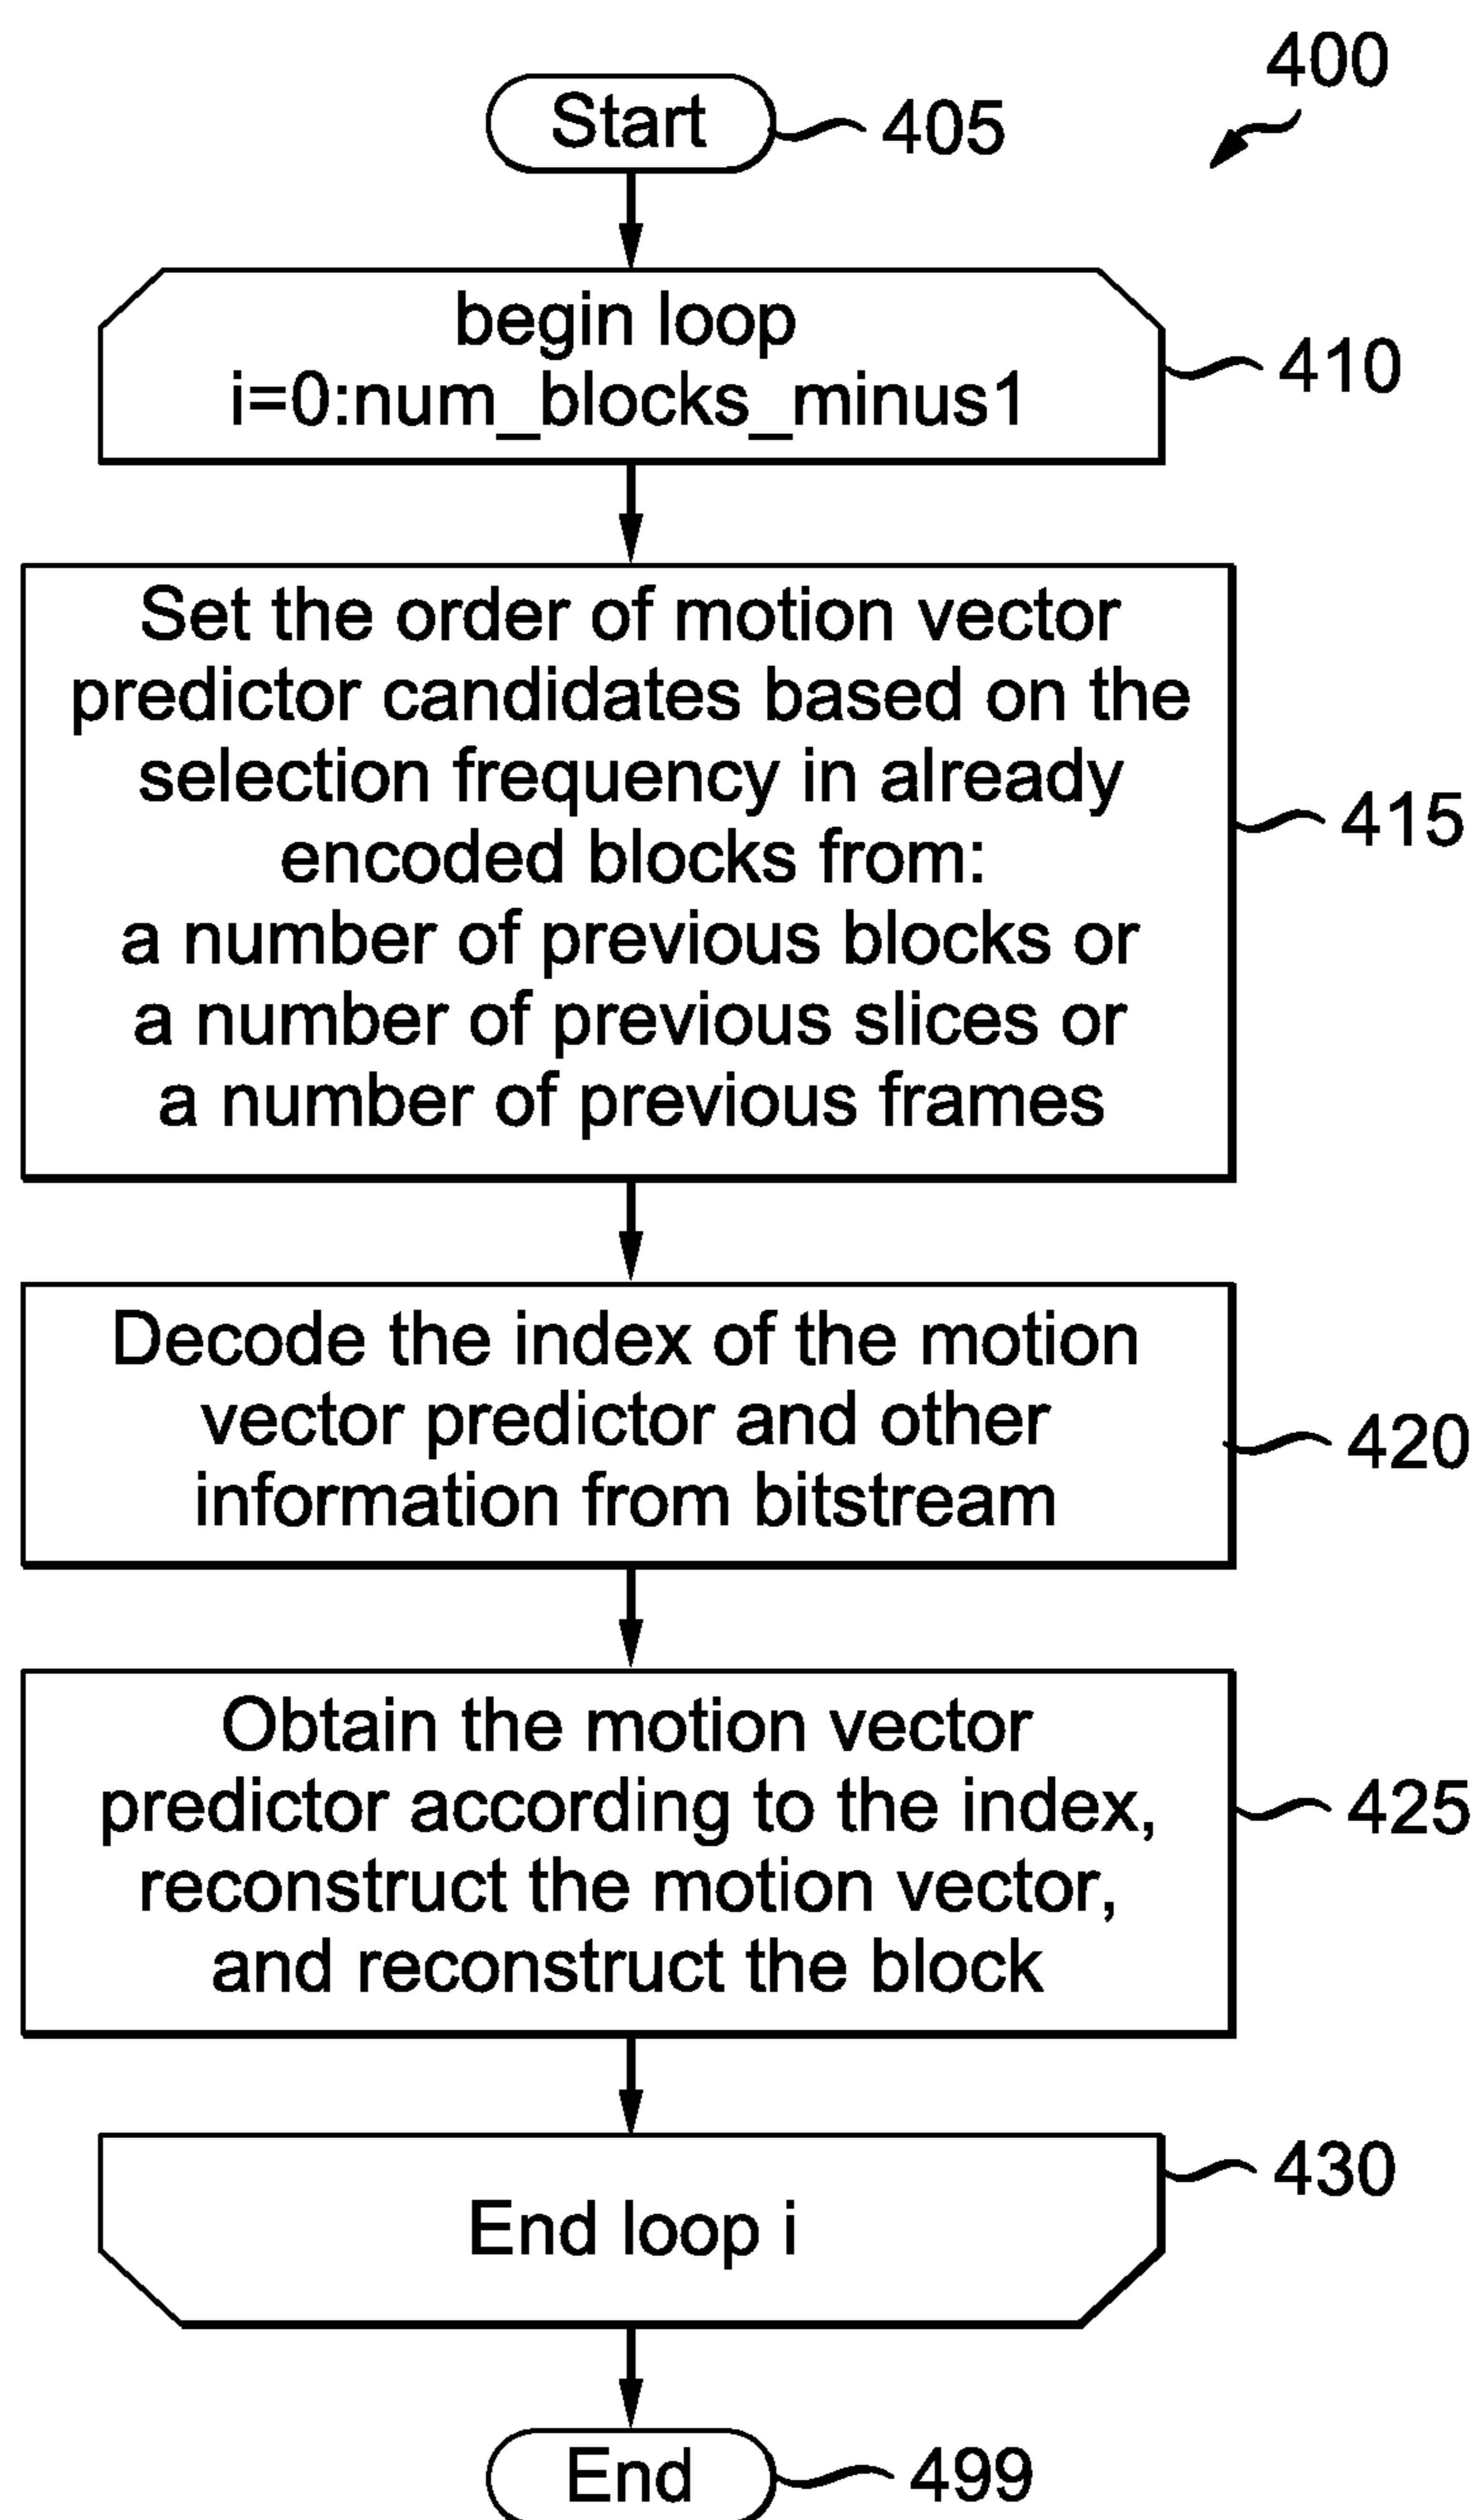 400
Start
405
begin loop
i=0:num_blocks_minus1
410
Set the order of motion vector
predictor candidates based on the
selection frequency in already
encoded blocks from:
a number of previous blocks or
a number of previous slices or
a number of previous frames
415
Decode the index of the motion
vector predictor and other
information from bitstream
420
Obtain the motion vector
predictor according to the index,
reconstruct the motion vector,
and reconstruct the block
425
End loop i
430
End
499